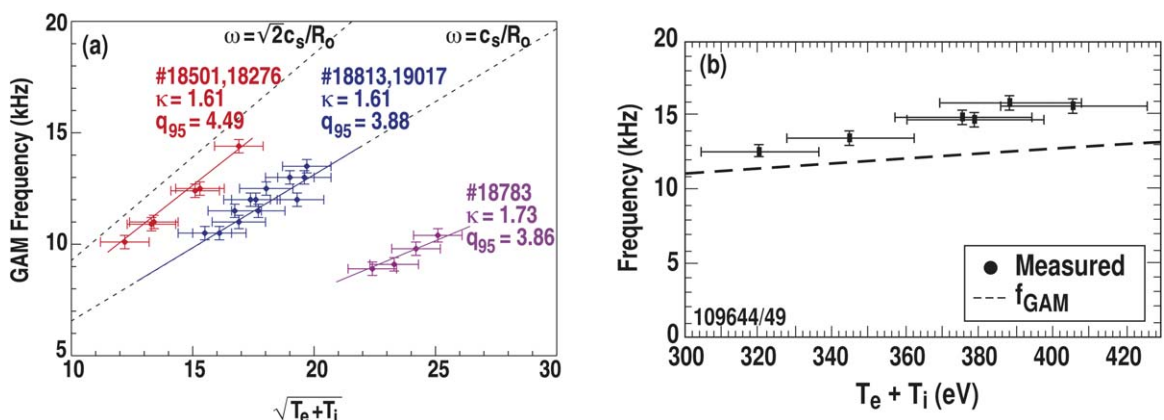 (a)
ω=√2c_s/R_o
ω=c_s/R_o
#18501,18276
κ= 1.61
q_95 = 4.49
#18813,19017
κ= 1.61
q_95 = 3.88
#18783
κ= 1.73
q_95 = 3.86
GAM Frequency (kHz)
20
15
10
5
10
15
20
25
30
√T_e+T_i
(b)
Frequency (kHz)
20
15
10
5
0
Measured
f_GAM
109644/49
300
320
340
360
380
400
420
T_e + T_i (eV)